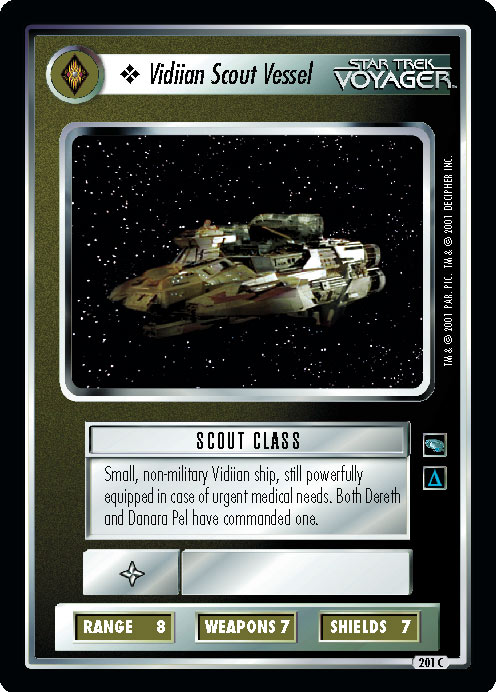 ❖ Vidiian Scout Vessel
STAR TREK
VOYAGER™
TM & © 2001 PAR. PIC. TM & © 2001 DECIPHER INC.
SCOUT CLASS
Small, non-military Vidiian ship, still powerfully
equipped in case of urgent medical needs. Both Dereth
and Danara Pel have commanded one.
Δ
RANGE 8 WEAPONS 7 SHIELDS 7
201 C